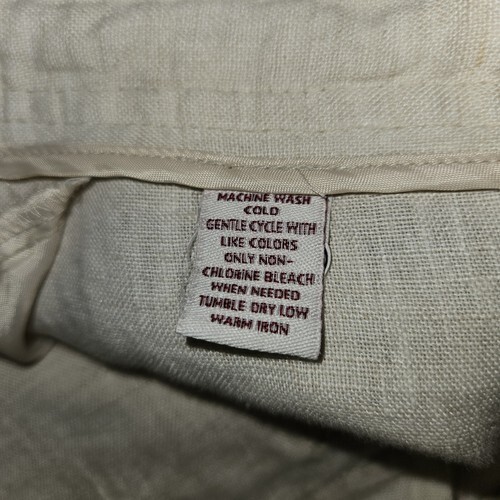 MACHINE WASH
COLD
GENTLE CYCLE WITH
LIKE COLORS
ONLY NON-
CHLORINE BLEACH
WHEN NEEDED
TUMBLE DRY LOW
WARM IRON